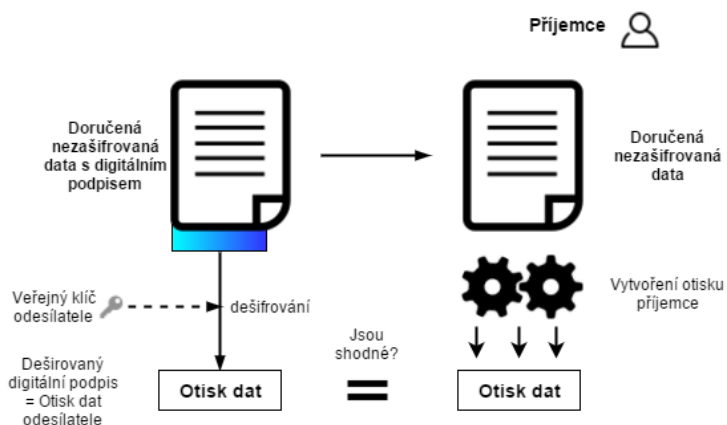 Příjemce
Doručená
nezašifrovaná
data s digitálním
podpisem
Doručená
nezašifrovaná
data
Veřejný klíč
odesílatele
dešifrování
Vytvoření otisku
příjemce
Jsou
shodné?
Deširovaný
digitální podpis
= Otisk dat
odesílatele
Otisk dat
=
Otisk dat